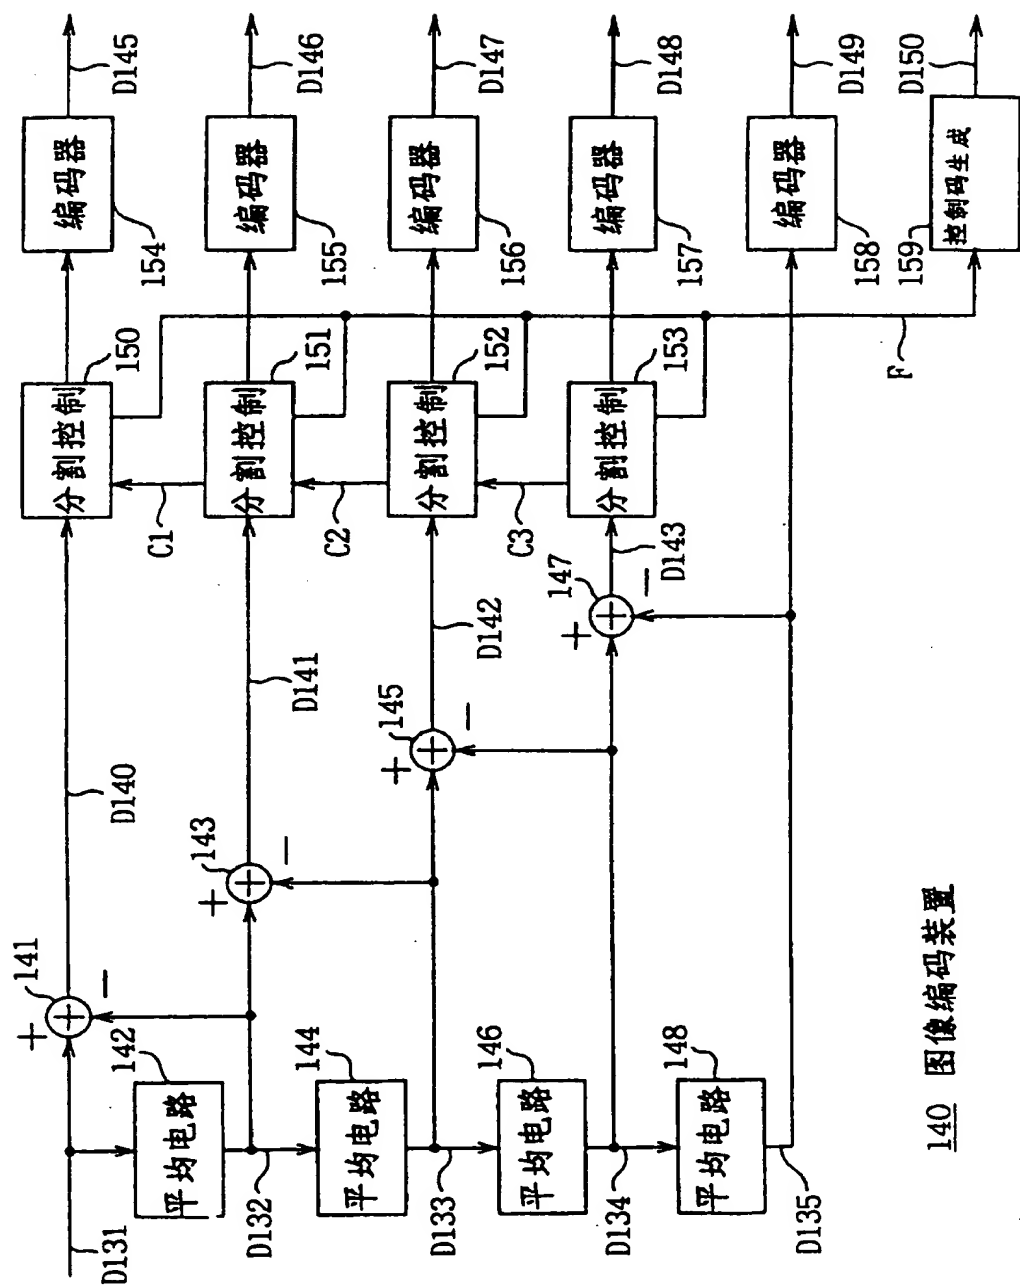 D131
141
+
−
D140
分割控制
150
编码器
154
D145
平均电路
142
D132
143
+
−
D141
C1
分割控制
151
编码器
155
D146
平均电路
144
D133
145
+
−
D142
C2
分割控制
152
编码器
156
D147
平均电路
146
D134
147
+
−
D143
C3
分割控制
153
编码器
157
D148
平均电路
148
D135
编码器
158
D149
F
控制码生成
159
D150
140 图像编码装置